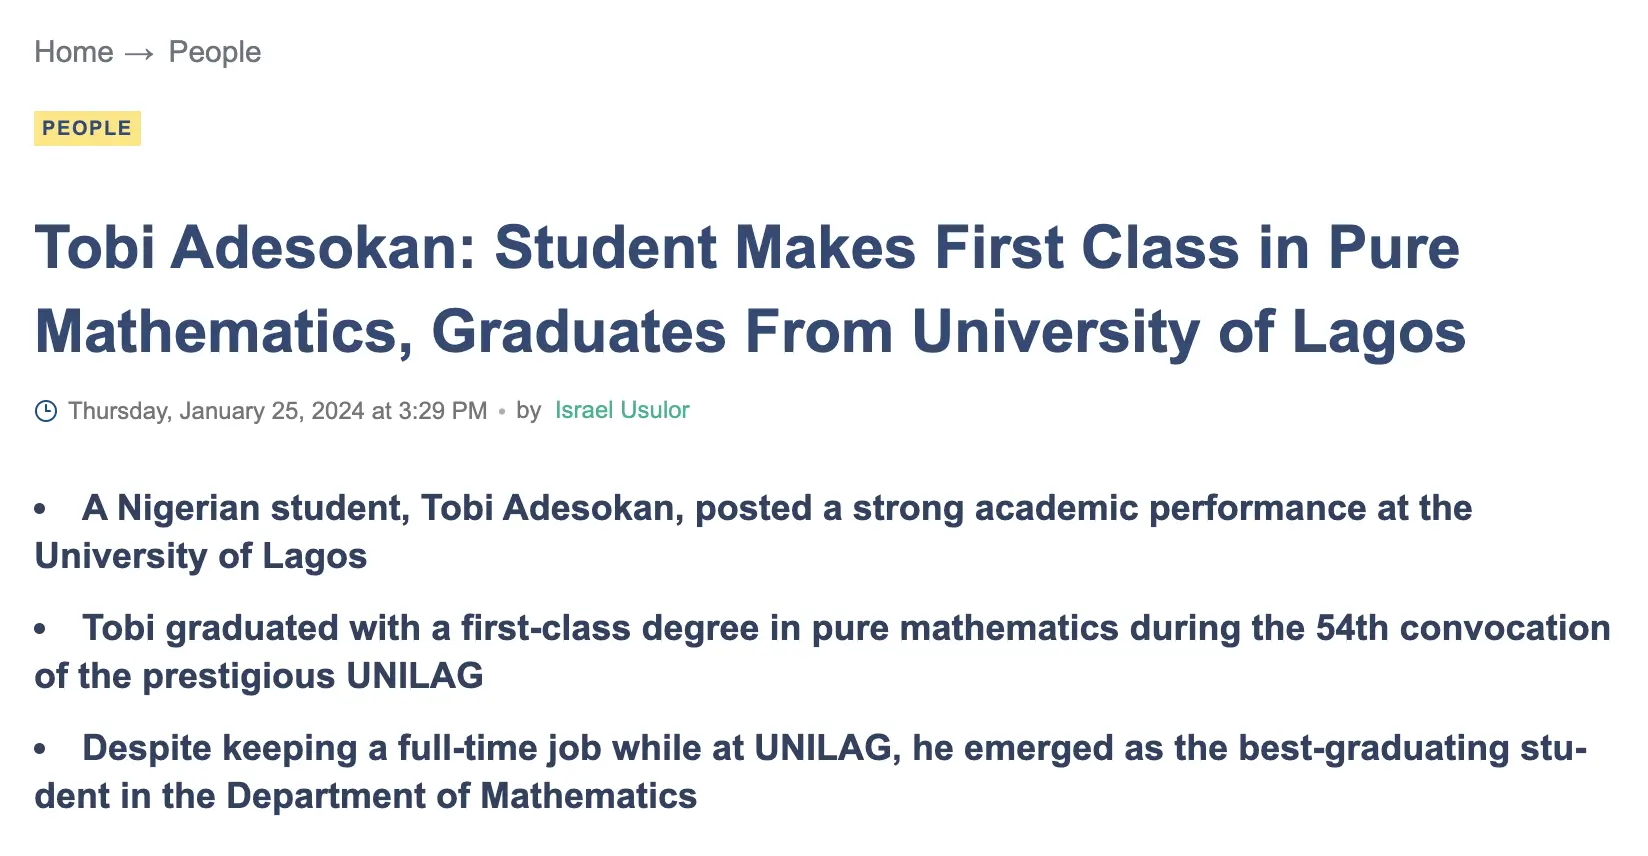 Home → People
PEOPLE
Tobi Adesokan: Student Makes First Class in Pure
Mathematics, Graduates From University of Lagos
Thursday, January 25, 2024 at 3:29 PM • by Israel Usulor
• A Nigerian student, Tobi Adesokan, posted a strong academic performance at the
University of Lagos
• Tobi graduated with a first-class degree in pure mathematics during the 54th convocation
of the prestigious UNILAG
• Despite keeping a full-time job while at UNILAG, he emerged as the best-graduating stu-
dent in the Department of Mathematics